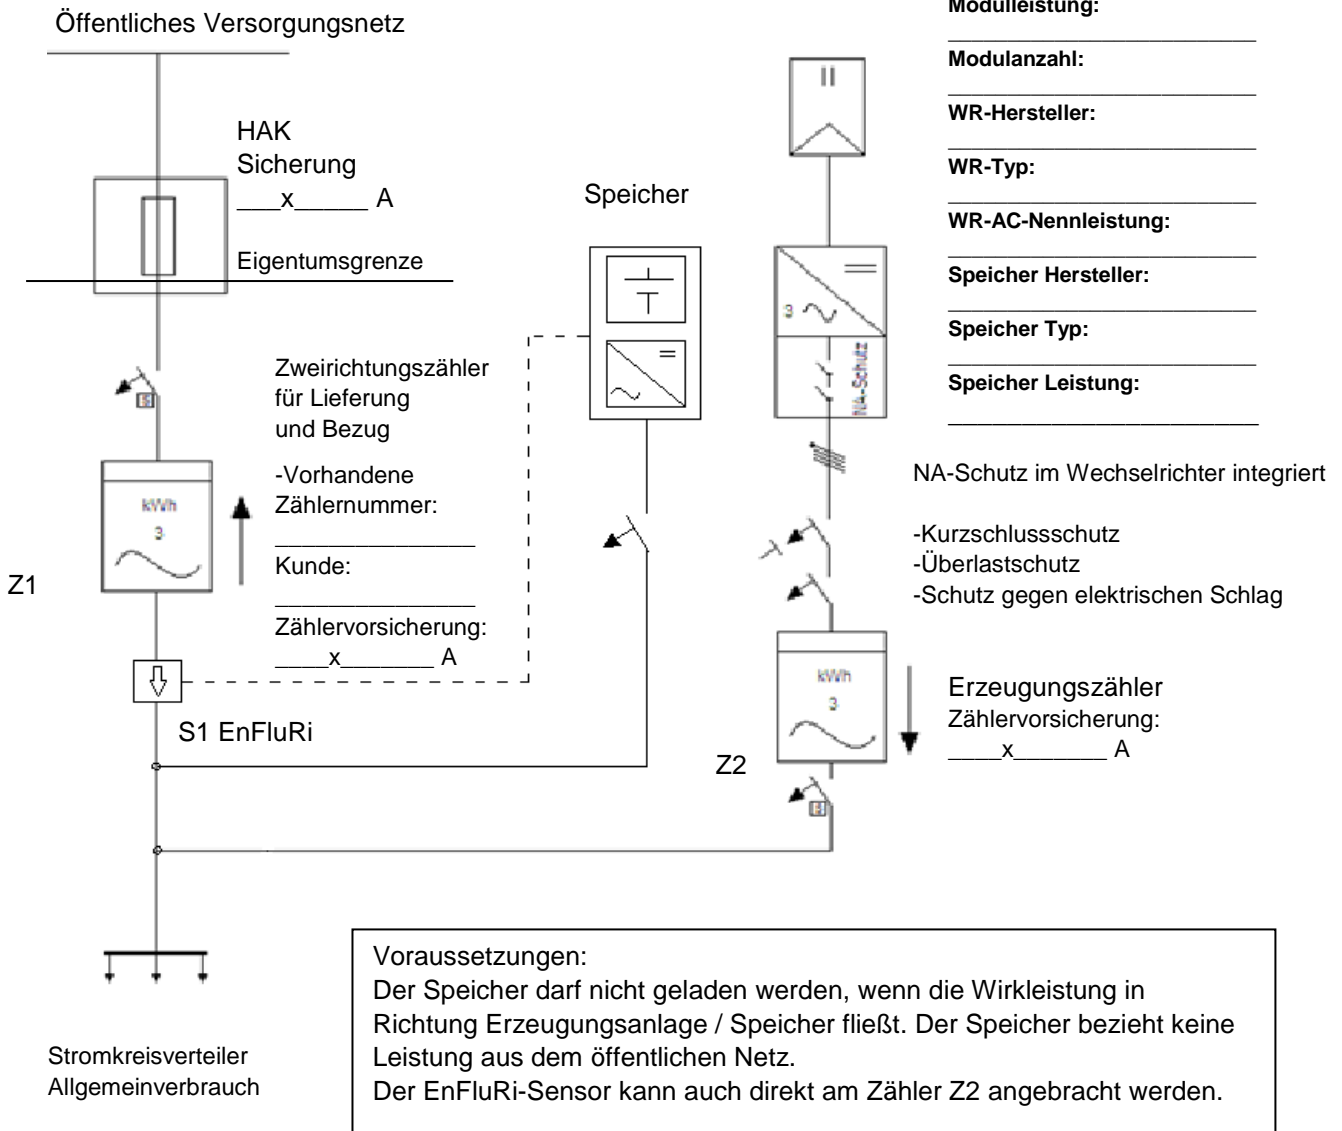 Öffentliches Versorgungsnetz
HAK
Sicherung
___x_____ A
Eigentumsgrenze
Zweirichtungszähler
für Lieferung
und Bezug
-Vorhandene
Zählernummer:
Kunde:
Zählervorsicherung:
____x_______ A
kWh
3
Z1
S1 EnFluRi
Stromkreisverteiler
Allgemeinverbrauch
Speicher
3
NA-Schutz
kWh
3
Z2
Modulleistung:
Modulanzahl:
WR-Hersteller:
WR-Typ:
WR-AC-Nennleistung:
Speicher Hersteller:
Speicher Typ:
Speicher Leistung:
NA-Schutz im Wechselrichter integriert
-Kurzschlussschutz
-Überlastschutz
-Schutz gegen elektrischen Schlag
Erzeugungszähler
Zählervorsicherung:
____x_______ A
Voraussetzungen:
Der Speicher darf nicht geladen werden, wenn die Wirkleistung in
Richtung Erzeugungsanlage / Speicher fließt. Der Speicher bezieht keine
Leistung aus dem öffentlichen Netz.
Der EnFluRi-Sensor kann auch direkt am Zähler Z2 angebracht werden.